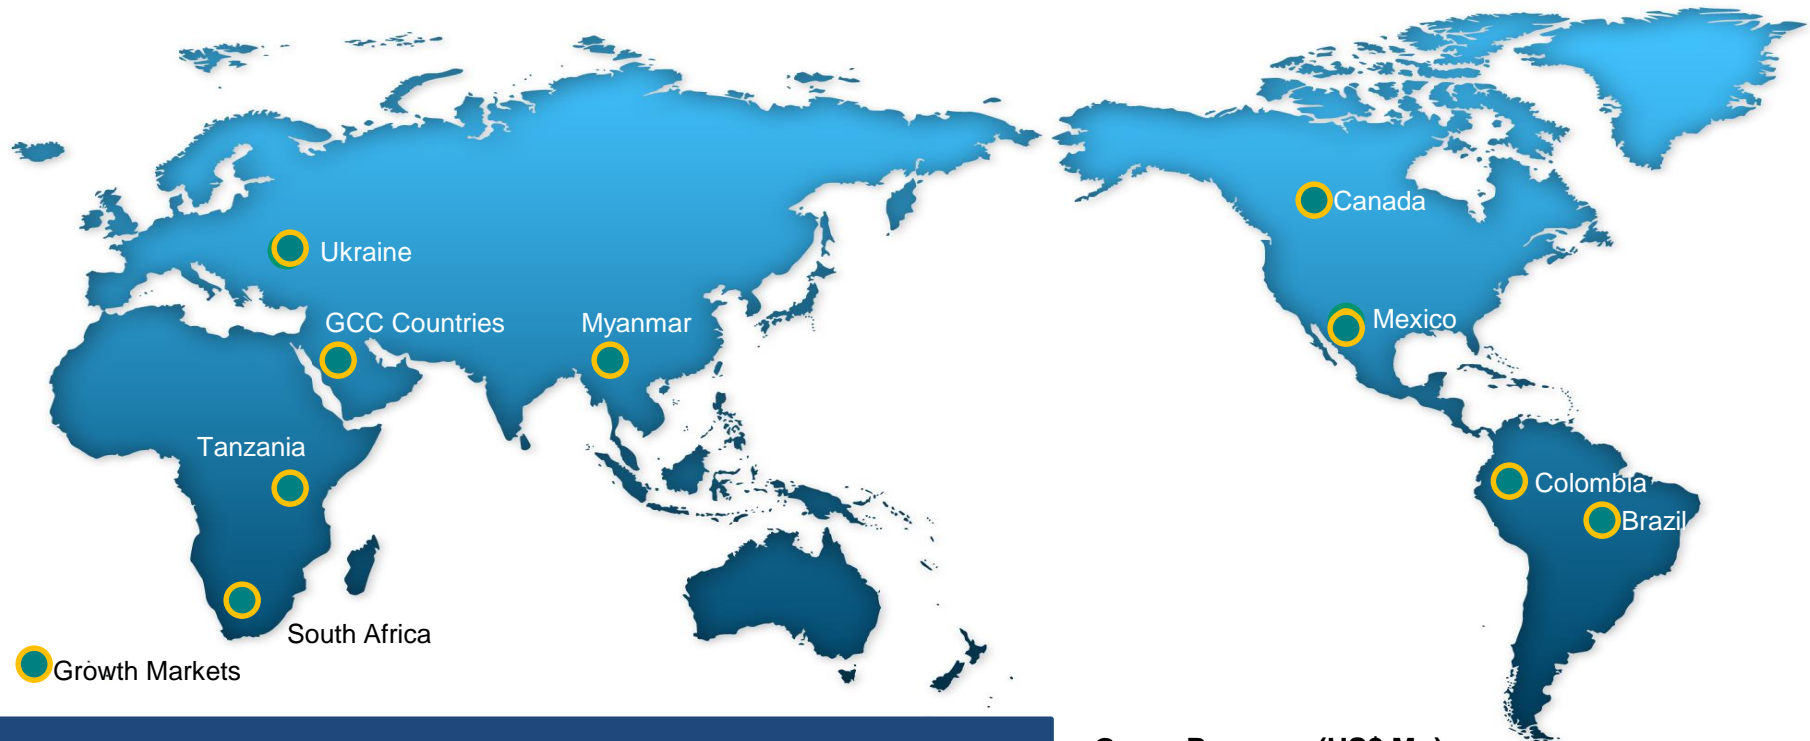 Canada
Ukraine
Mexico
GCC Countries
Myanmar
Tanzania
Colombia
Brazil
South Africa
Growth Markets